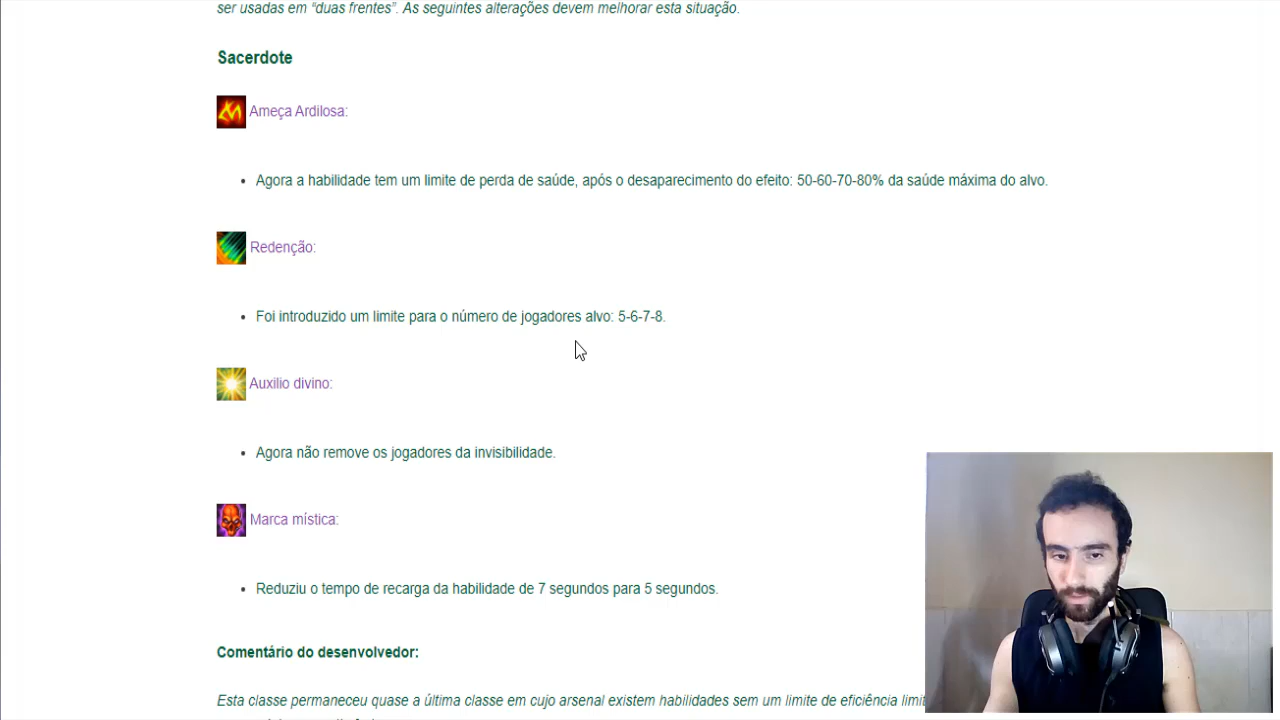 ser usadas em “duas frentes”. As seguintes alterações devem melhorar esta situação.
Sacerdote
Ameça Ardilosa:
Agora a habilidade tem um limite de perda de saúde, após o desaparecimento do efeito: 50-60-70-80% da saúde máxima do alvo.
Redenção:
Foi introduzido um limite para o número de jogadores alvo: 5-6-7-8.
Auxilio divino:
Agora não remove os jogadores da invisibilidade.
Marca mística:
Reduziu o tempo de recarga da habilidade de 7 segundos para 5 segundos.
Comentário do desenvolvedor:
Esta classe permaneceu quase a última classe em cujo arsenal existem habilidades sem um limite de eficiência limit